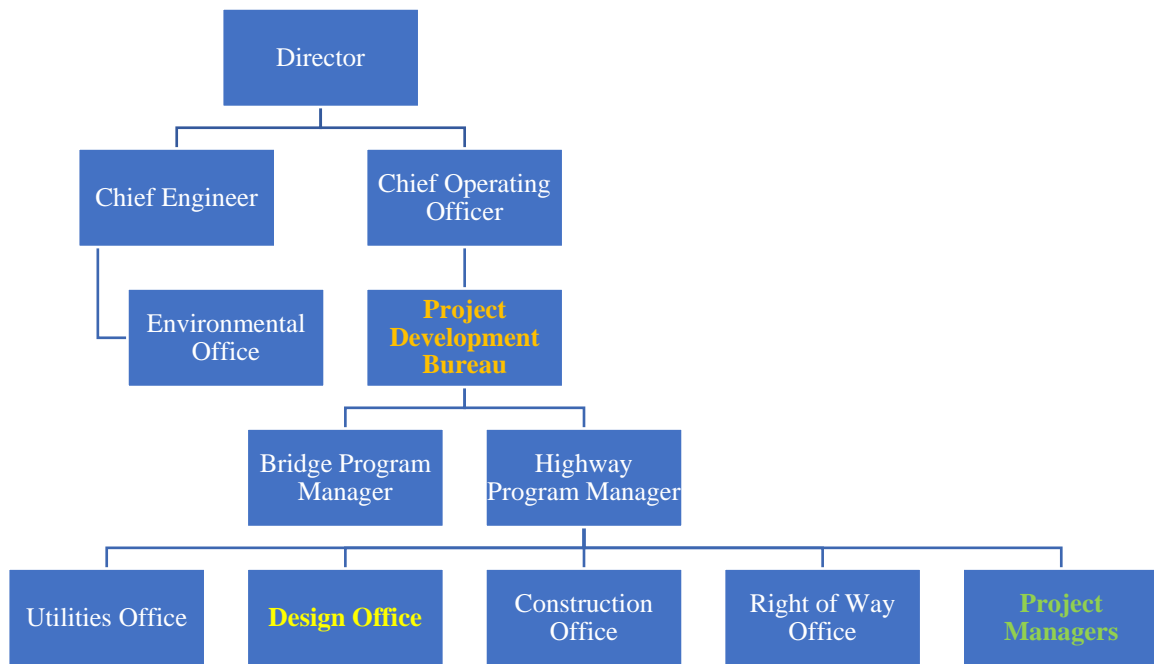 Director
Chief Engineer
Chief Operating
Officer
Environmental
Office
Project
Development
Bureau
Bridge Program
Manager
Highway
Program Manager
Utilities Office
Design Office
Construction
Office
Right of Way
Office
Project
Managers